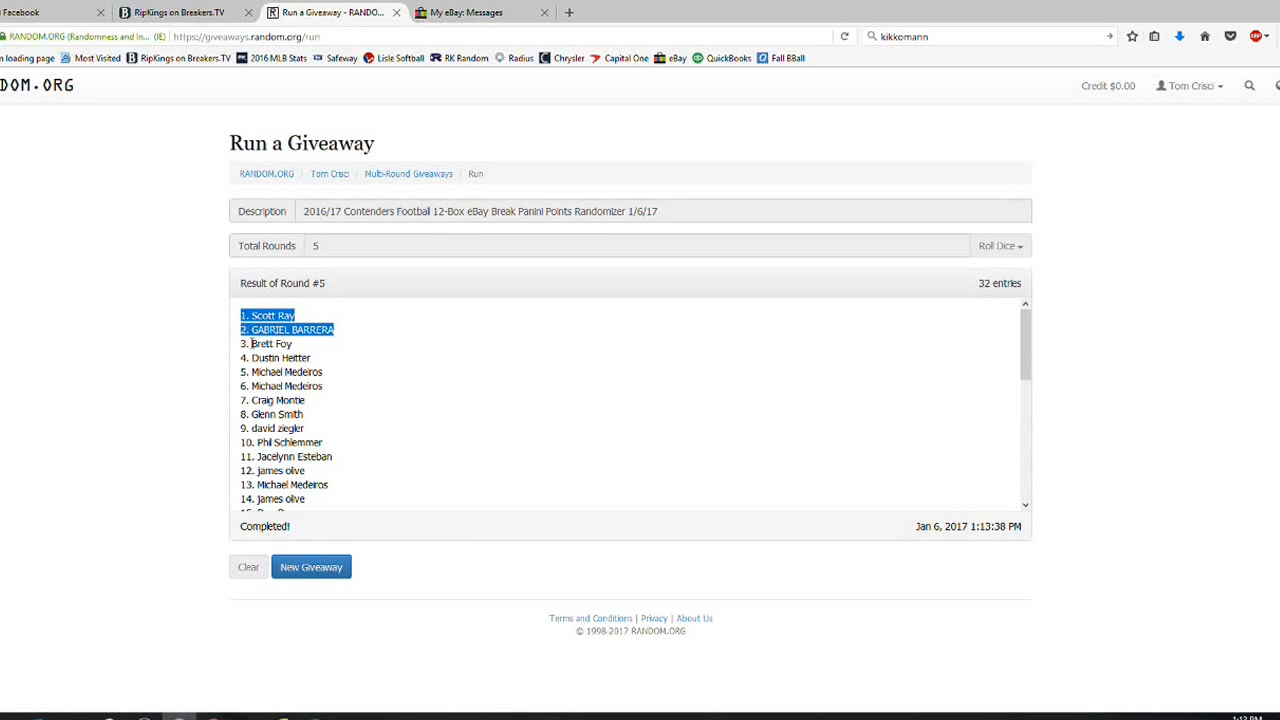 Facebook
RipKings on Breakers.TV
Run a Giveaway - RANDO...
My eBay: Messages
RANDOM.ORG (Randomness and In... (IE)
https://giveaways.random.org/run
kikkomann
m loading page
Most Visited
RipKings on Breakers.TV
2016 MLB Stats
Safeway
Lisle Softball
RK Random
Radius
Chrysler
Capital One
eBay
QuickBooks
Fall BBall
DOM.ORG
Credit $0.00
Tom Crisci
Run a Giveaway
RANDOM.ORG / Tom Crisci / Multi-Round Giveaways / Run
Description 2016/17 Contenders Football 12-Box eBay Break Panini Points Randomizer 1/6/17
Total Rounds 5 Roll Dice
Result of Round #5 32 entries
1. Scott Ray
2. GABRIEL BARRERA
3. Brett Foy
4. Dustin Heitter
5. Michael Medeiros
6. Michael Medeiros
7. Craig Montie
8. Glenn Smith
9. david ziegler
10. Phil Schlemmer
11. Jacelynn Esteban
12. james olive
13. Michael Medeiros
14. james olive
Completed! Jan 6, 2017 1:13:38 PM
Clear
New Giveaway
Terms and Conditions | Privacy | About Us
© 1998-2017 RANDOM.ORG
1:13 PM